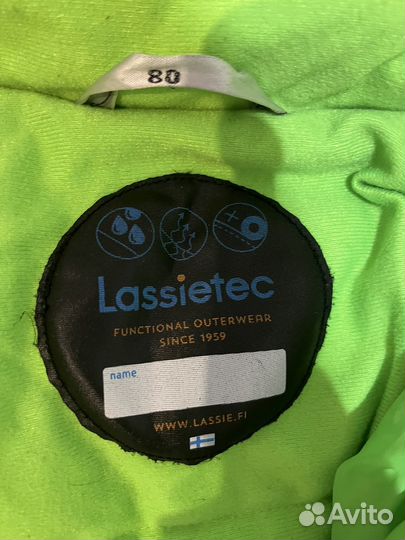 80
Lassietec
FUNCTIONAL OUTERWEAR
SINCE 1959
name
WWW.LASSIE.FI
Avito